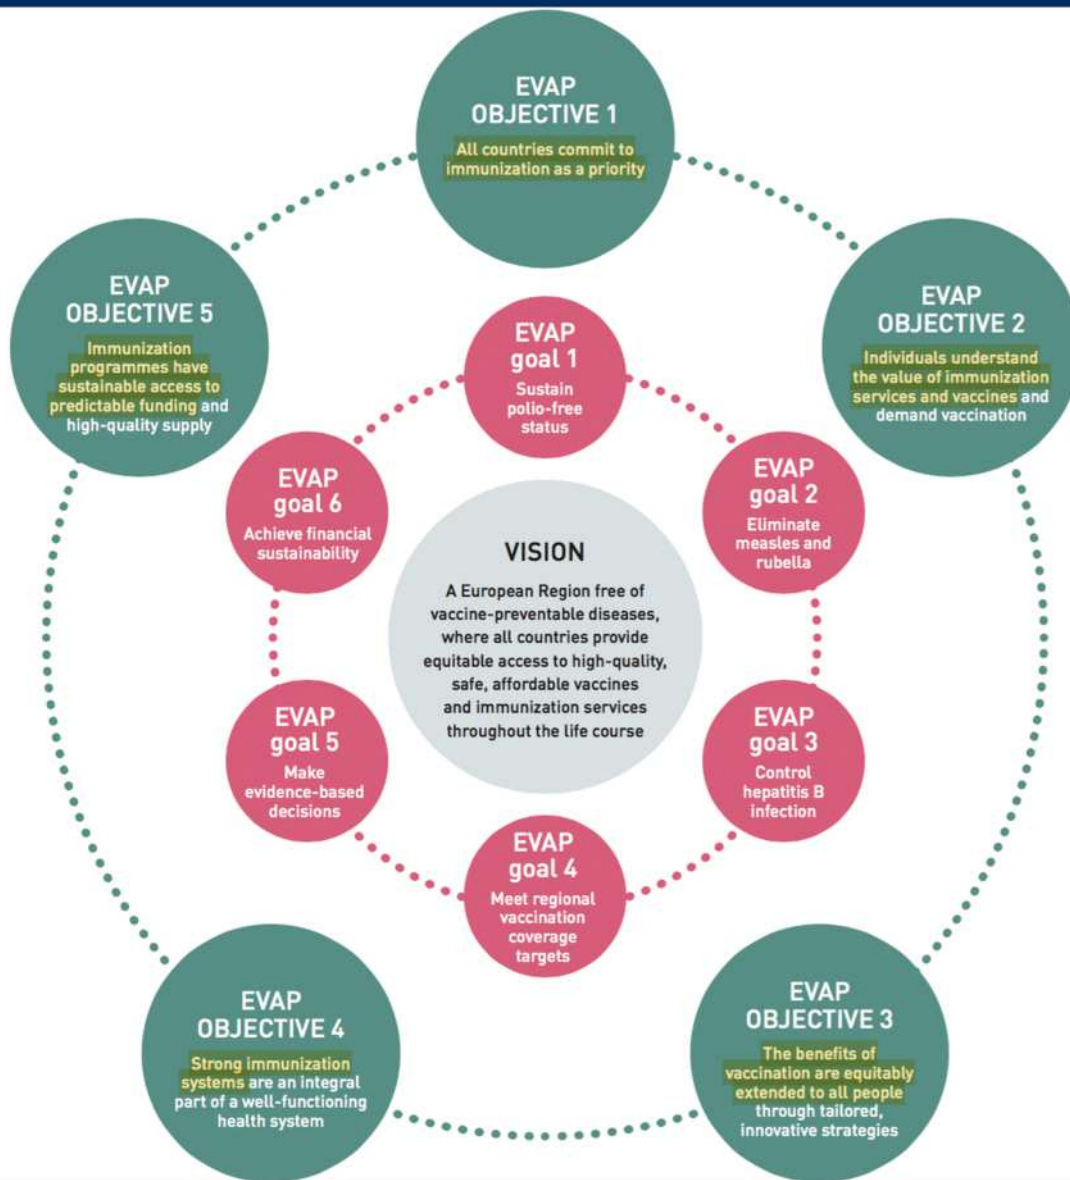 EVAP
OBJECTIVE 1
All countries commit to
immunization as a priority
EVAP
OBJECTIVE 2
Individuals understand
the value of immunization
services and vaccines and
demand vaccination
EVAP
OBJECTIVE 3
The benefits of
vaccination are equitably
extended to all people
through tailored,
innovative strategies
EVAP
OBJECTIVE 4
Strong immunization
systems are an integral
part of a well-functioning
health system
EVAP
OBJECTIVE 5
Immunization
programmes have
sustainable access to
predictable funding and
high-quality supply
EVAP
goal 1
Sustain
polio-free
status
EVAP
goal 2
Eliminate
measles and
rubella
EVAP
goal 3
Control
hepatitis B
infection
EVAP
goal 4
Meet regional
vaccination
coverage
targets
EVAP
goal 5
Make
evidence-based
decisions
EVAP
goal 6
Achieve financial
sustainability
VISION
A European Region free of
vaccine-preventable diseases,
where all countries provide
equitable access to high-quality,
safe, affordable vaccines
and immunization services
throughout the life course